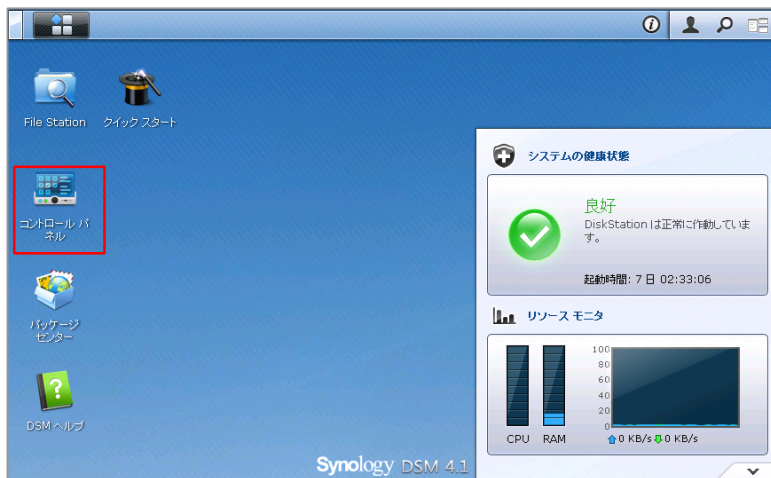 File Station
クイック スタート
コントロール パ
ネル
パッケージ
センター
DSM ヘルプ
システムの健康状態
良好
DiskStation は正常に作動していま
す。
起動時間: 7 日 02:33:06
リソース モニタ
100
80
60
40
20
0
CPU RAM
0 KB/s 0 KB/s
Synology DSM 4.1